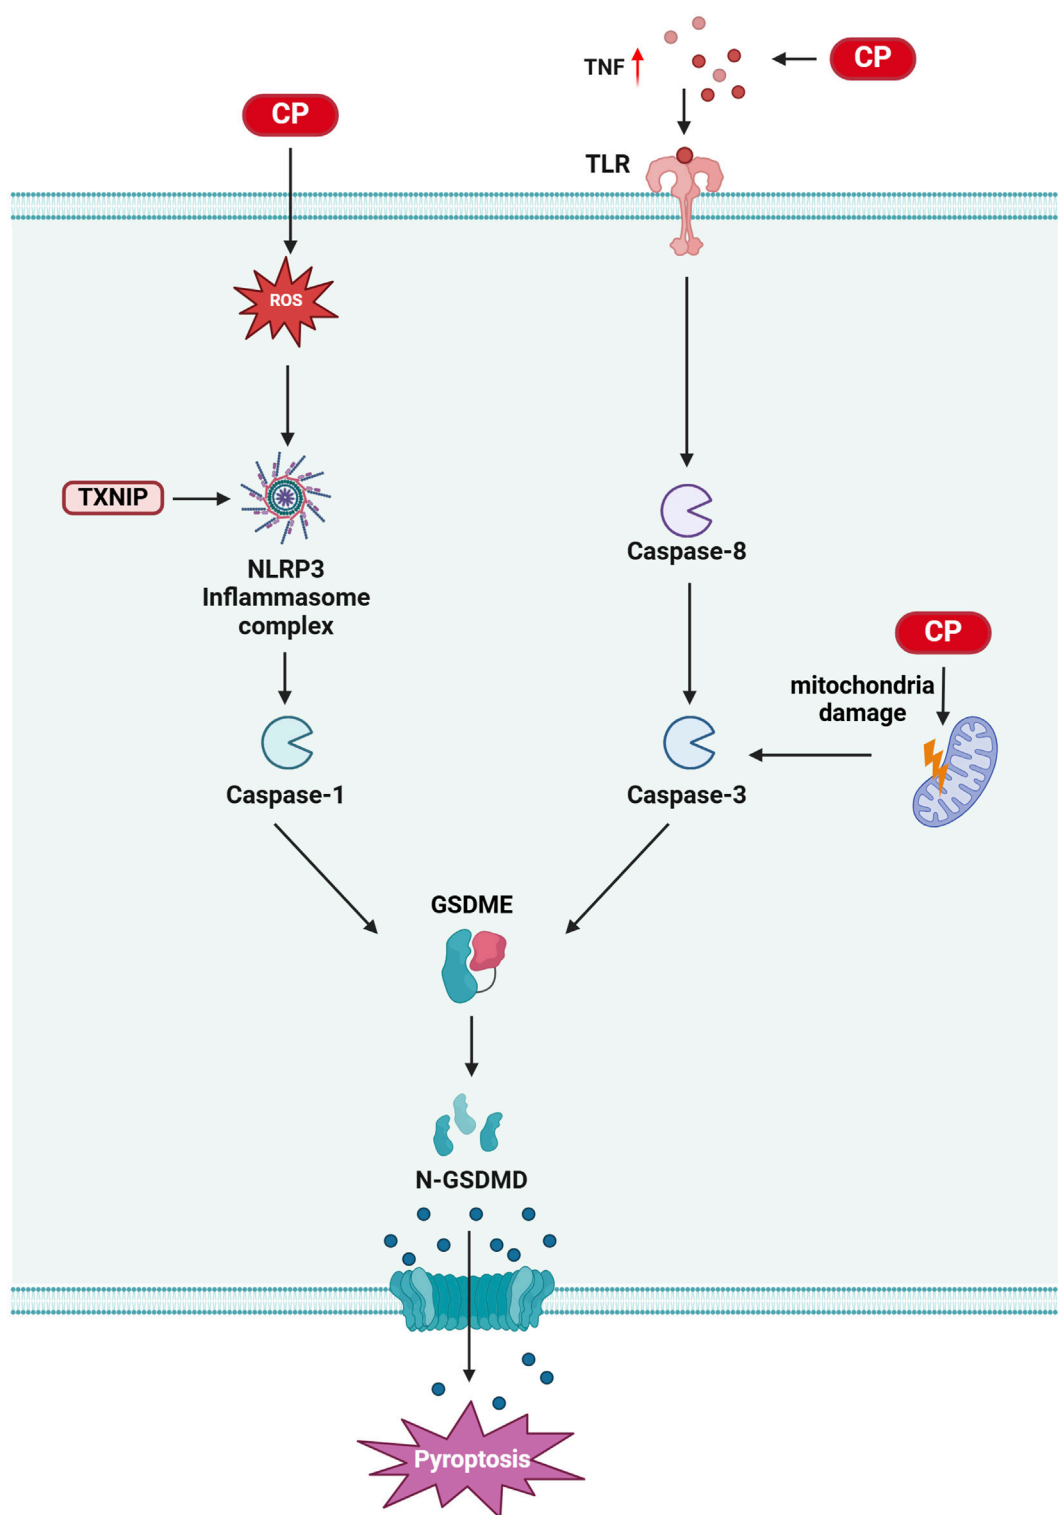 CP
TNF
CP
TLR
ROS
TXNIP
NLRP3
Inflammasome
complex
Caspase-8
CP
mitochondria
damage
Caspase-1
Caspase-3
GSDME
N-GSDMD
Pyroptosis